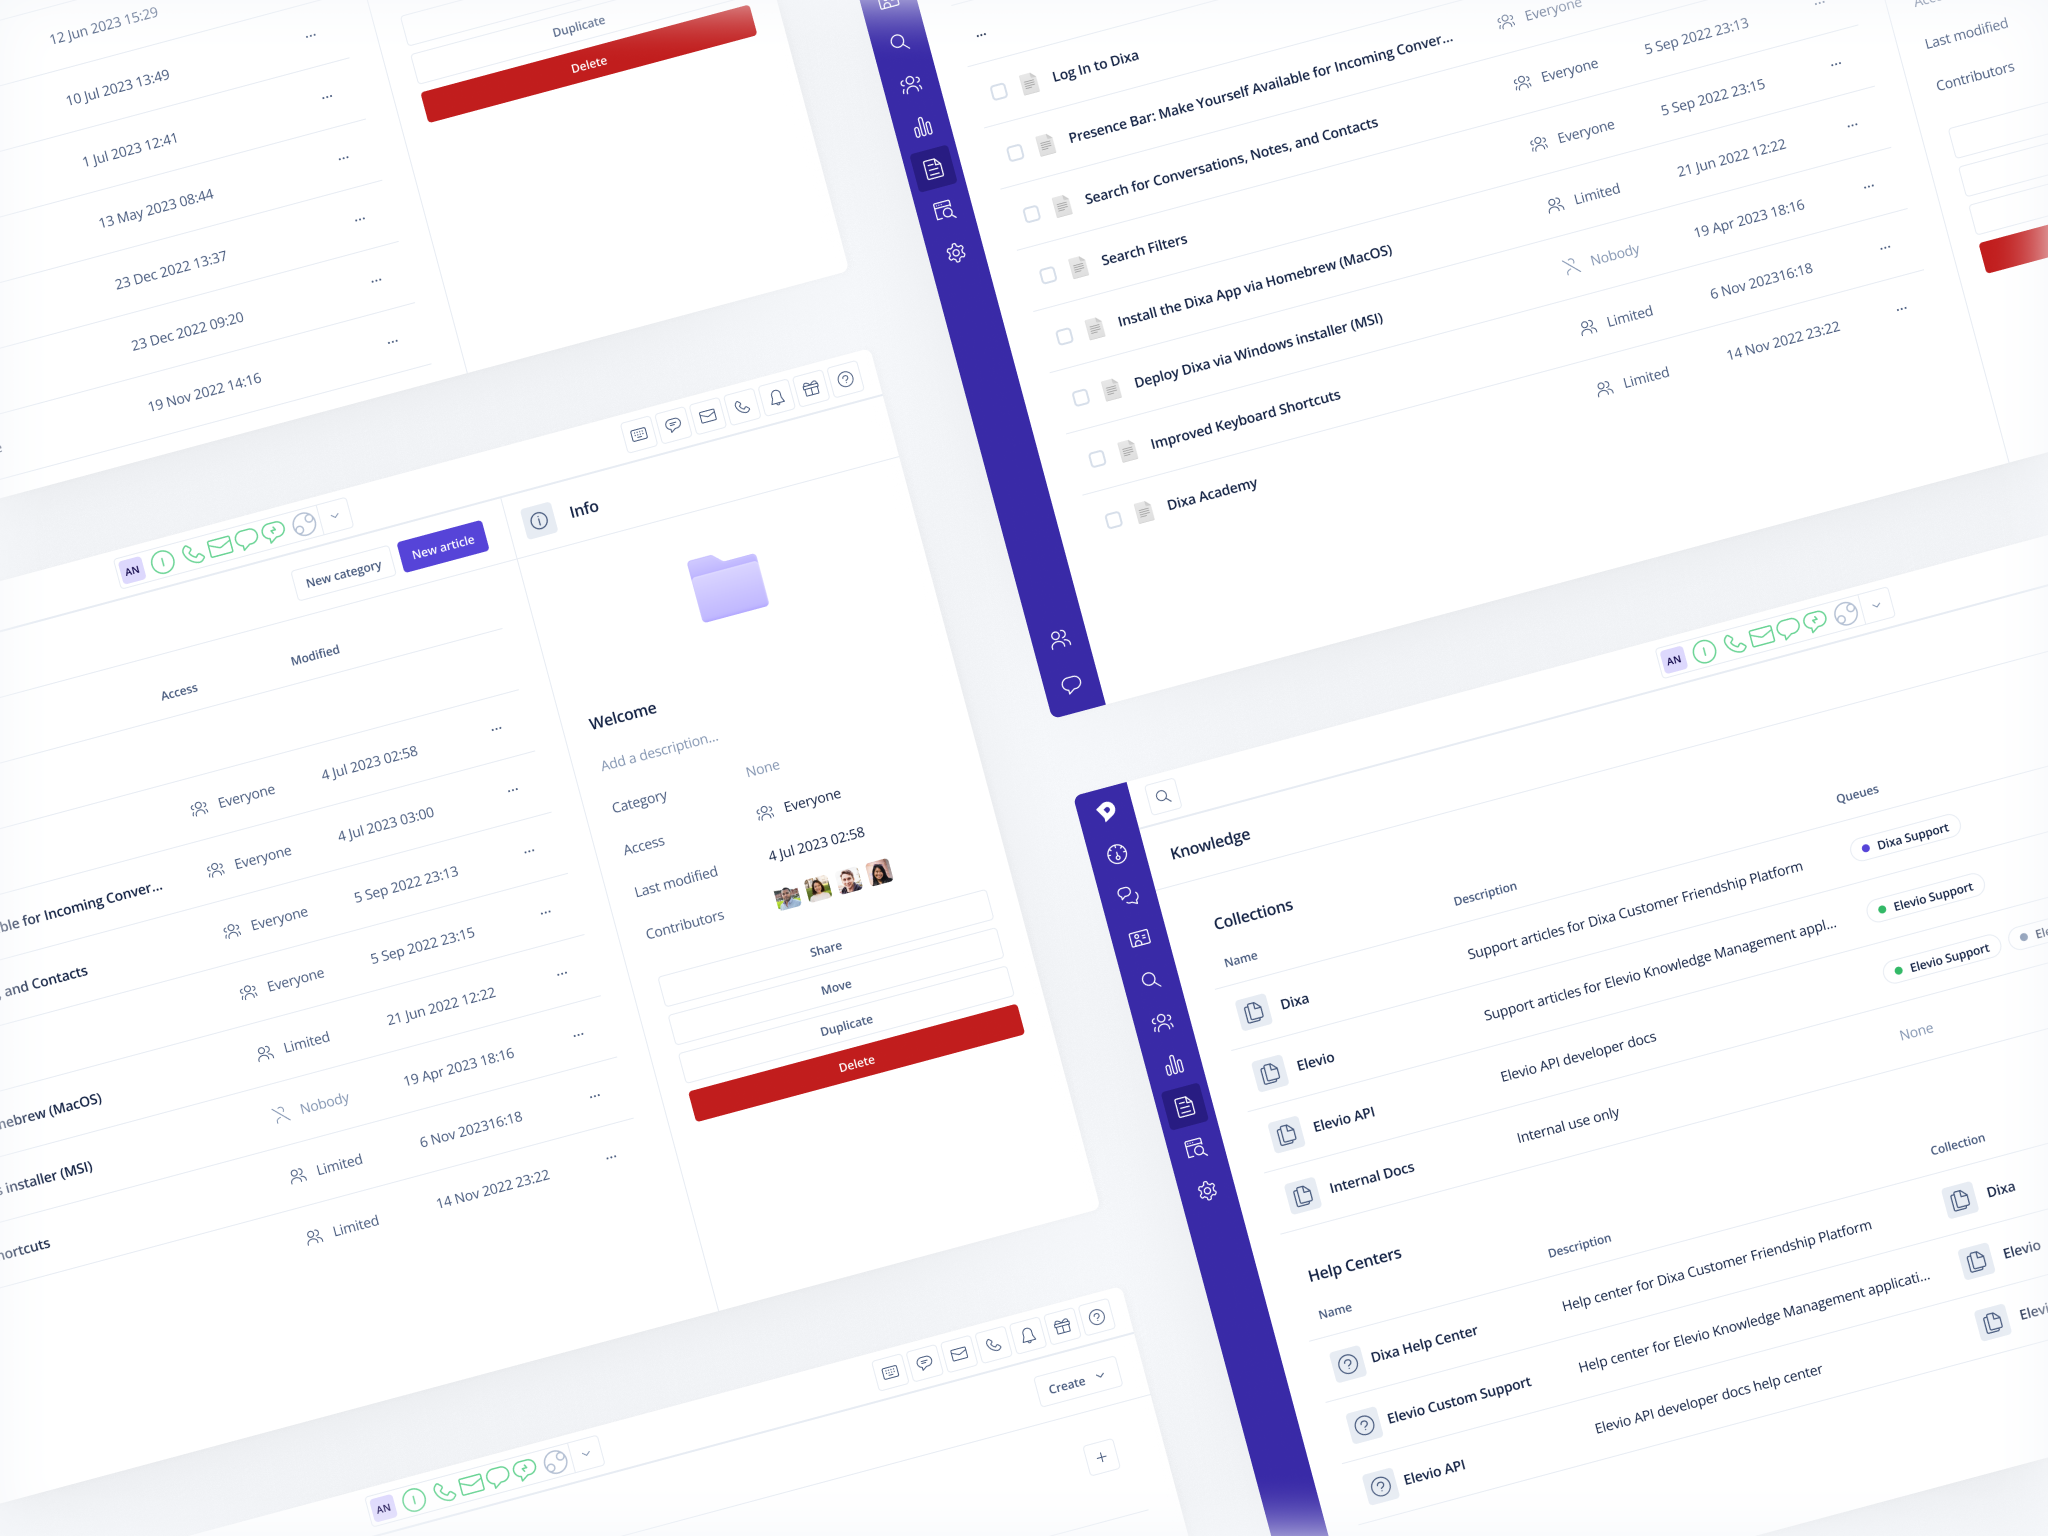 12 Jun 2023 15:29
...
10 Jul 2023 13:49
...
1 Jul 2023 12:41
...
13 May 2023 08:44
...
23 Dec 2022 13:37
...
23 Dec 2022 09:20
...
19 Nov 2022 14:16
Duplicate
Delete
...
Log In to Dixa
Everyone
...
Presence Bar: Make Yourself Available for Incoming Conver...
Everyone
5 Sep 2022 23:13
...
Search for Conversations, Notes, and Contacts
Everyone
5 Sep 2022 23:15
...
Search Filters
Limited
21 Jun 2022 12:22
...
Install the Dixa App via Homebrew (MacOS)
Nobody
19 Apr 2023 18:16
...
Deploy Dixa via Windows installer (MSI)
Limited
6 Nov 202316:18
...
Improved Keyboard Shortcuts
Limited
14 Nov 2022 23:22
Dixa Academy
Last modified
Contributors
AN
New category
New article
Access
Modified
Everyone
4 Jul 2023 02:58
...
Everyone
4 Jul 2023 03:00
...
ble for Incoming Conver...
Everyone
5 Sep 2022 23:13
...
, and Contacts
Everyone
5 Sep 2022 23:15
...
Limited
21 Jun 2022 12:22
...
nebrew (MacOS)
Nobody
19 Apr 2023 18:16
...
s installer (MSI)
Limited
6 Nov 202316:18
...
hortcuts
Limited
14 Nov 2022 23:22
...
Info
Welcome
Add a description...
Category
None
Access
Everyone
Last modified
4 Jul 2023 02:58
Contributors
Share
Move
Duplicate
Delete
AN
Create
AN
Knowledge
Collections
Name
Description
Queues
Dixa
Support articles for Dixa Customer Friendship Platform
Dixa Support
Elevio
Support articles for Elevio Knowledge Management appl...
Elevio Support
Elevio API
Elevio API developer docs
Elevio Support
Ele
Internal Docs
Internal use only
None
Help Centers
Name
Description
Collection
Dixa Help Center
Help center for Dixa Customer Friendship Platform
Dixa
Elevio Custom Support
Help center for Elevio Knowledge Management applicati...
Elevio
Elevio API
Elevio API developer docs help center
Elevi